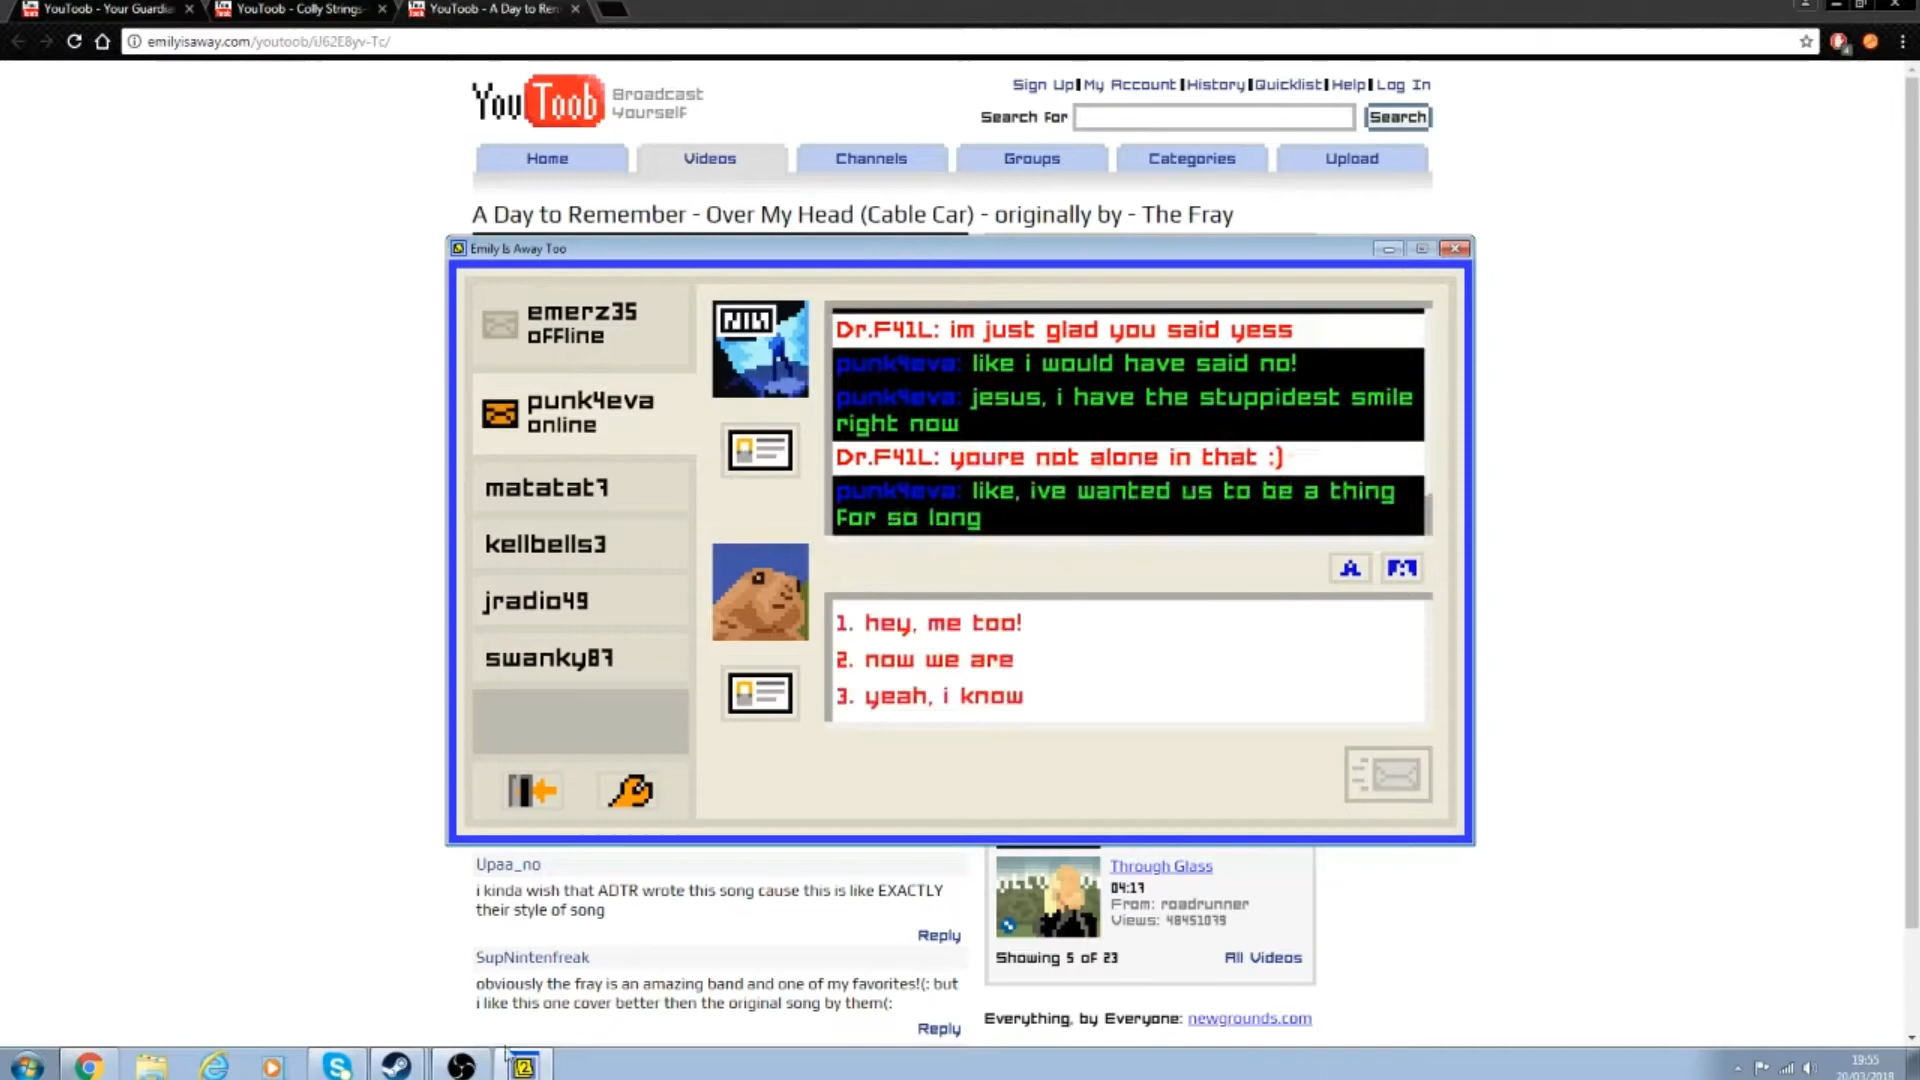 YouToob - Your Guardia
YouToob - Colly Strings
YouToob - A Day to Rem
emilyisaway.com/youtoob/iJ62E8yv-Tc/
YouToob Broadcast Yourself
Sign Up|My Account|History|Quicklist|Help|Log In
Search for
Search
Home
Videos
Channels
Groups
Categories
Upload
A Day to Remember - Over My Head (Cable Car) - originally by - The Fray
Emily Is Away Too
emerz35
offline
punk4eva
online
matatat7
kellbells3
jradio49
swanky87
NIN
Dr.F41L: im just glad you said yess
punk4eva: like i would have said no!
punk4eva: jesus, i have the stuppidest smile
right now
Dr.F41L: youre not alone in that :)
punk4eva: like, ive wanted us to be a thing
for so long
A
1. hey, me too!
2. now we are
3. yeah, i know
Upaa_no
i kinda wish that ADTR wrote this song cause this is like EXACTLY
their style of song
Reply
SupNintenfreak
obviously the fray is an amazing band and one of my favorites!(: but
i like this one cover better then the original song by them(:
Reply
Through Glass
04:17
From: roadrunner
Views: 48451079
Showing 5 of 23
All Videos
Everything, by Everyone: newgrounds.com
19:55
20/03/2018